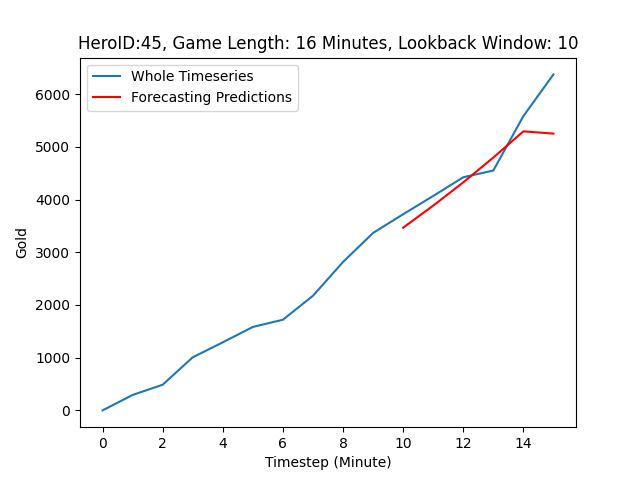 HeroID:45, Game Length: 16 Minutes, Lookback Window: 10
Whole Timeseries
Forecasting Predictions
Gold
6000
5000
4000
3000
2000
1000
0
0 2 4 6 8 10 12 14
Timestep (Minute)